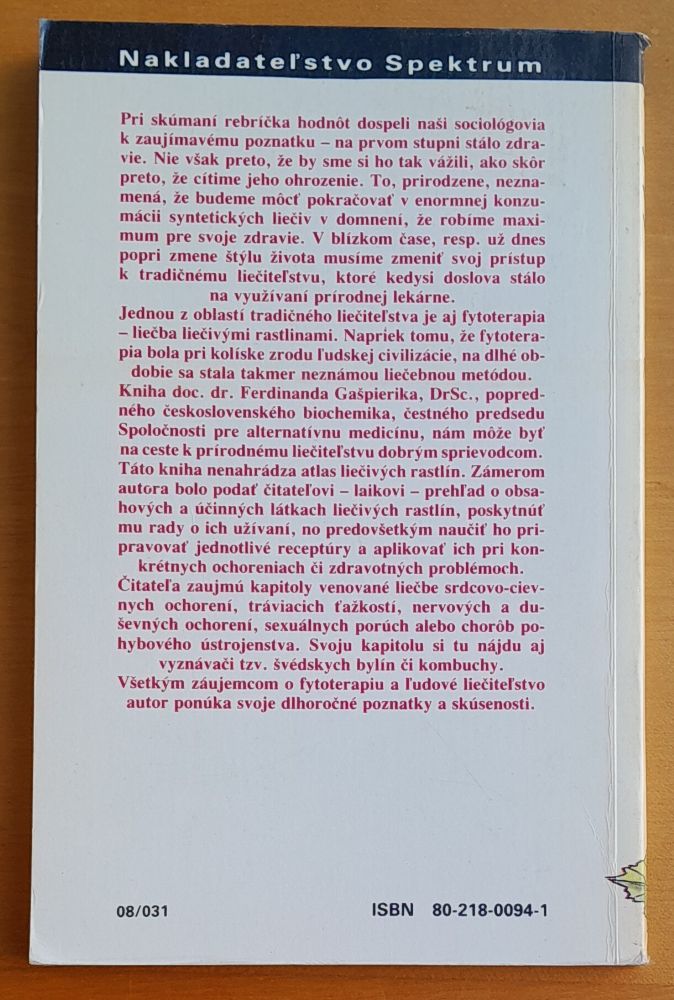 Nakladateľstvo Spektrum
Pri skúmaní rebríčka hodnôt dospeli naši sociológovia
k zaujímavému poznatku – na prvom stupni stálo zdra-
vie. Nie však preto, že by sme si ho tak vážili, ako skôr
preto, že cítime jeho ohrozenie. To, prirodzene, nezna-
mená, že budeme môcť pokračovať v enormnej konzu-
mácii syntetických liečiv v domnení, že robíme maxi-
mum pre svoje zdravie. V blízkom čase, resp. už dnes
popri zmene štýlu života musíme zmeniť svoj prístup
k tradičnému liečiteľstvu, ktoré kedysi doslova stálo
na využívaní prírodnej lekárne.
Jednou z oblastí tradičného liečiteľstva je aj fytoterapia
– liečba liečivými rastlinami. Napriek tomu, že fytotera-
pia bola pri kolíske zrodu ľudskej civilizácie, na dlhé ob-
dobie sa stala takmer neznámou liečebnou metódou.
Kniha doc. dr. Ferdinanda Gašpierika, DrSc., popred-
ného československého biochemika, čestného predsedu
Spoločnosti pre alternatívnu medicínu, nám môže byť
na ceste k prírodnému liečiteľstvu dobrým sprievodcom.
Táto kniha nenahrádza atlas liečivých rastlín. Zámerom
autora bolo podať čitateľovi – laikovi – prehľad o obsa-
hových a účinných látkach liečivých rastlín, poskytnúť
mu rady o ich užívaní, no predovšetkým naučiť ho pri-
pravovať jednotlivé receptúry a aplikovať ich pri kon-
krétnych ochoreniach či zdravotných problémoch.
Čitateľa zaujmú kapitoly venované liečbe srdcovo-ciev-
nych ochorení, tráviacich ťažkostí, nervových a du-
ševných ochorení, sexuálnych porúch alebo chorôb po-
hybového ústrojenstva. Svoju kapitolu si tu nájdu aj
vyznávači tzv. švédskych bylín či kombuchy.
Všetkým záujemcom o fytoterapiu a ľudové liečiteľstvo
autor ponúka svoje dlhoročné poznatky a skúsenosti.
08/031
ISBN 80-218-0094-1